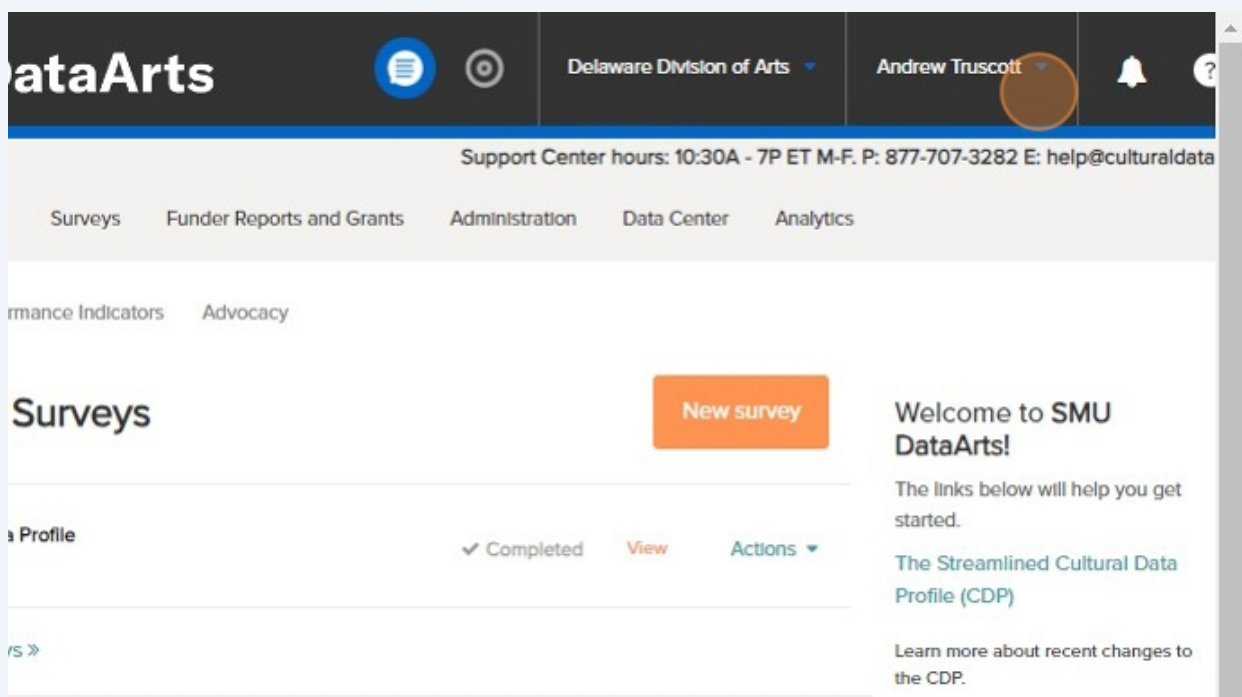 DataArts
Delaware Division of Arts
Andrew Truscott
?
Support Center hours: 10:30A - 7P ET M-F. P: 877-707-3282 E: help@culturaldata
Surveys Funder Reports and Grants Administration Data Center Analytics
rmance Indicators Advocacy
Surveys
New survey
Welcome to SMU
DataArts!
The links below will help you get
started.
a Profile
✓ Completed View Actions
The Streamlined Cultural Data
Profile (CDP)
ys »
Learn more about recent changes to
the CDP.